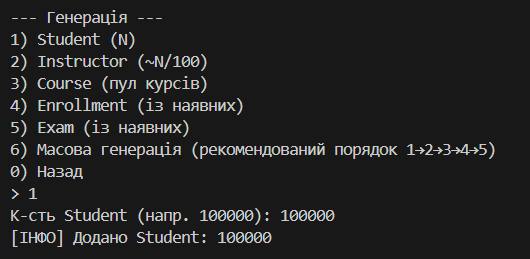 --- Генерація ---
1) Student (N)
2) Instructor (~N/100)
3) Course (пул курсів)
4) Enrollment (із наявних)
5) Exam (із наявних)
6) Масова генерація (рекомендований порядок 1→2→3→4→5)
0) Назад
> 1
К-сть Student (напр. 100000): 100000
[ІНФО] Додано Student: 100000